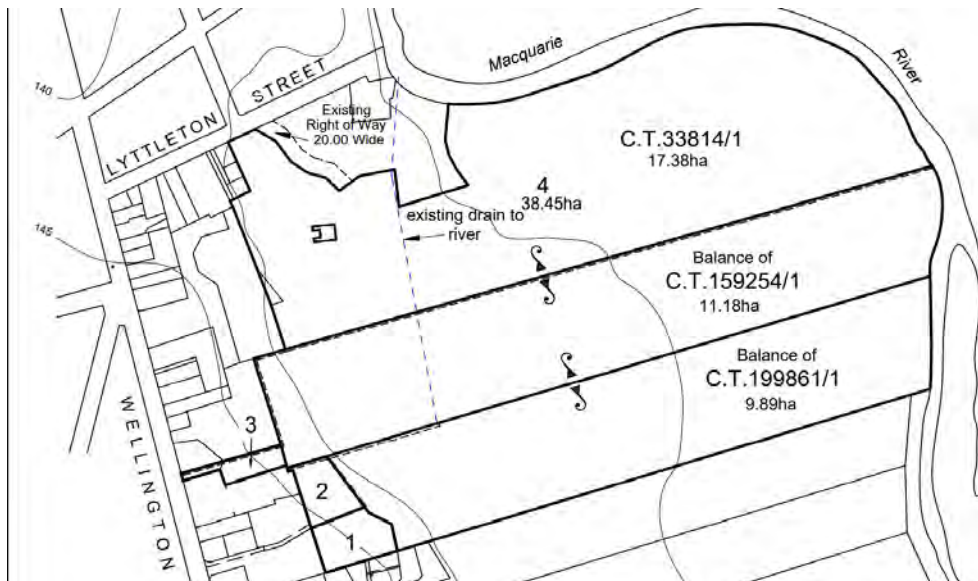 Macquarie
River
140
LYTTLETON STREET
Existing
Right of Way
20.00 Wide
C.T.33814/1
17.38ha
4
38.45ha
existing drain to
river
145
Balance of
C.T.159254/1
11.18ha
Balance of
C.T.199861/1
9.89ha
WELLINGTON
3
2
1